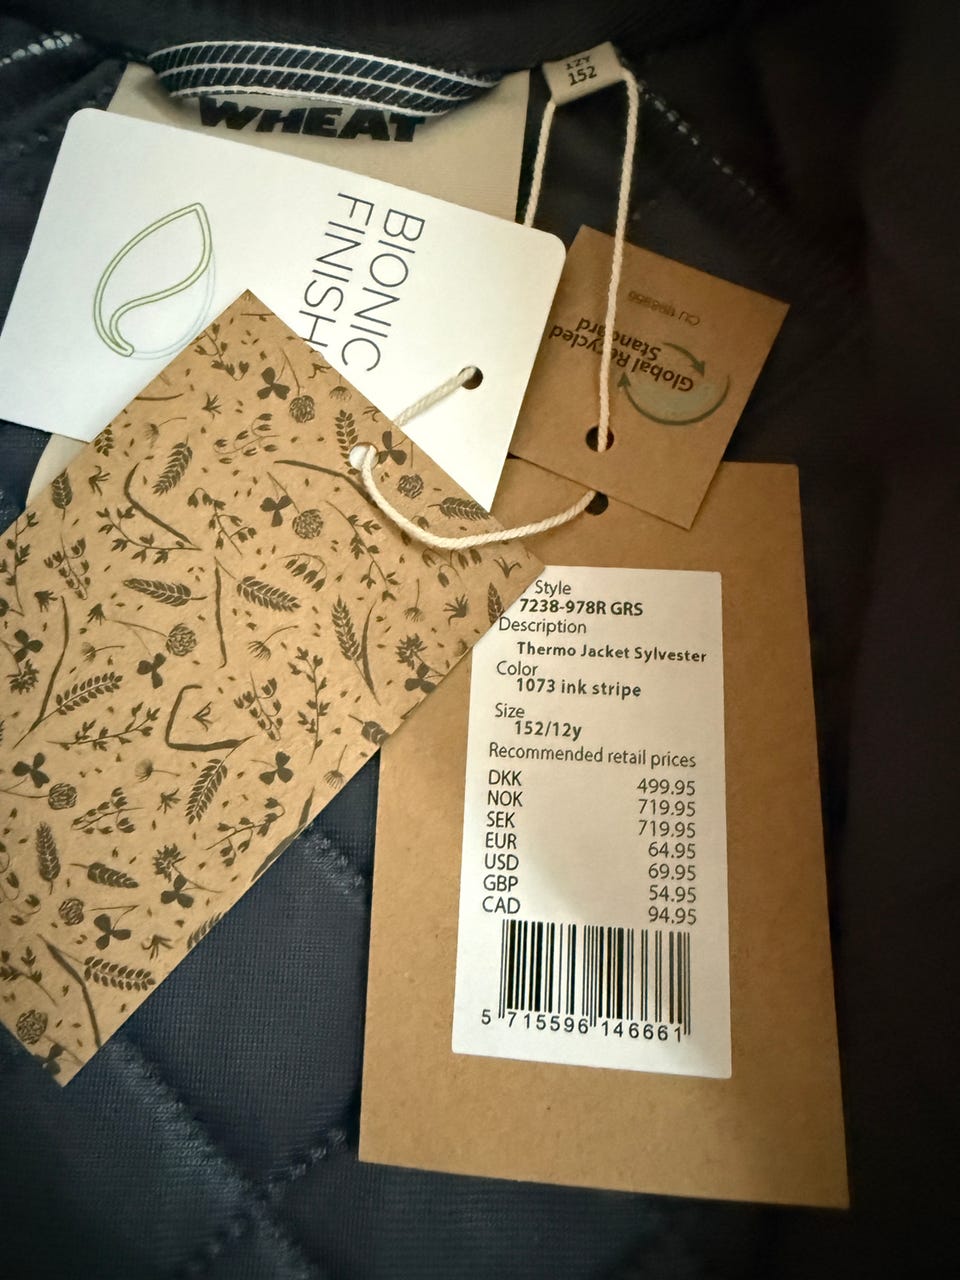 WHEAT
12Y
152
BIONIC
FINISH
Global Recycled
Standard
Style
7238-978R GRS
Description
Thermo Jacket Sylvester
Color
1073 ink stripe
Size
152/12y
Recommended retail prices
DKK 499.95
NOK 719.95
SEK 719.95
EUR 64.95
USD 69.95
GBP 54.95
CAD 94.95
5 715596 146661